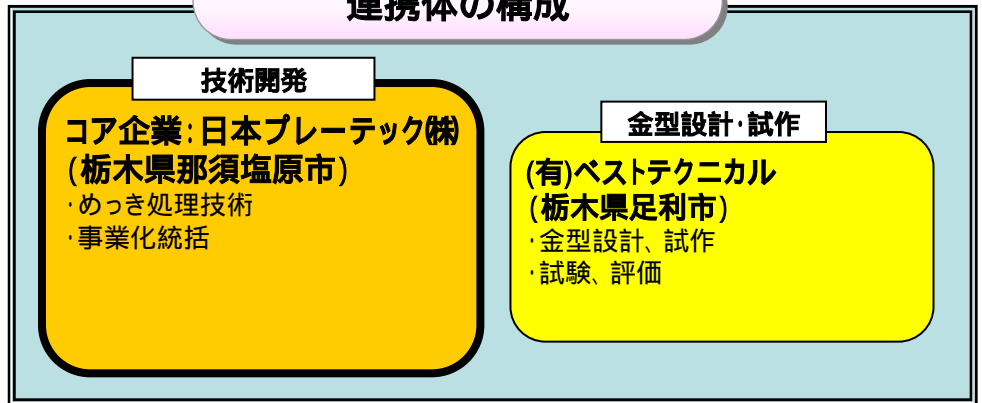 連携体の構成
技術開発
コア企業:日本プレーテック㈱
(栃木県那須塩原市)
・めっき処理技術
・事業化統括
金型設計・試作
(有)ベストテクニカル
(栃木県足利市)
・金型設計、試作
・試験、評価